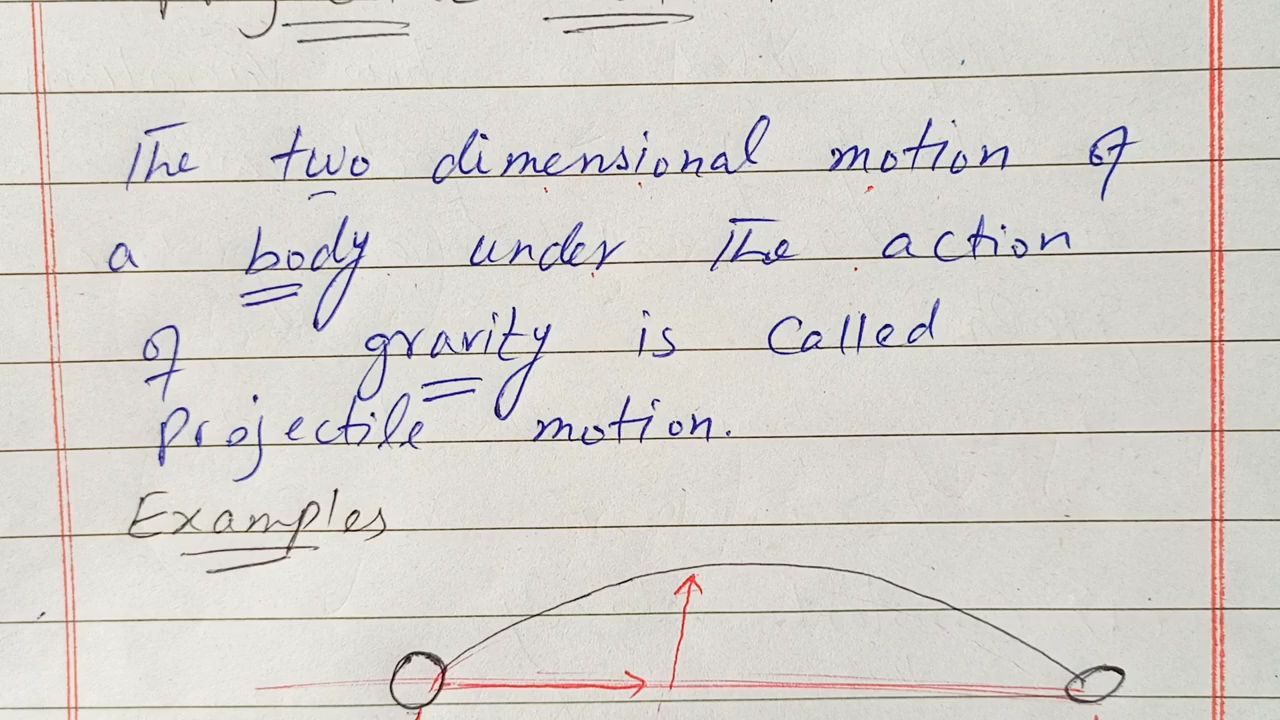 The two dimensional motion of
a body under The action
of gravity is Called
Projectile motion.
Examples